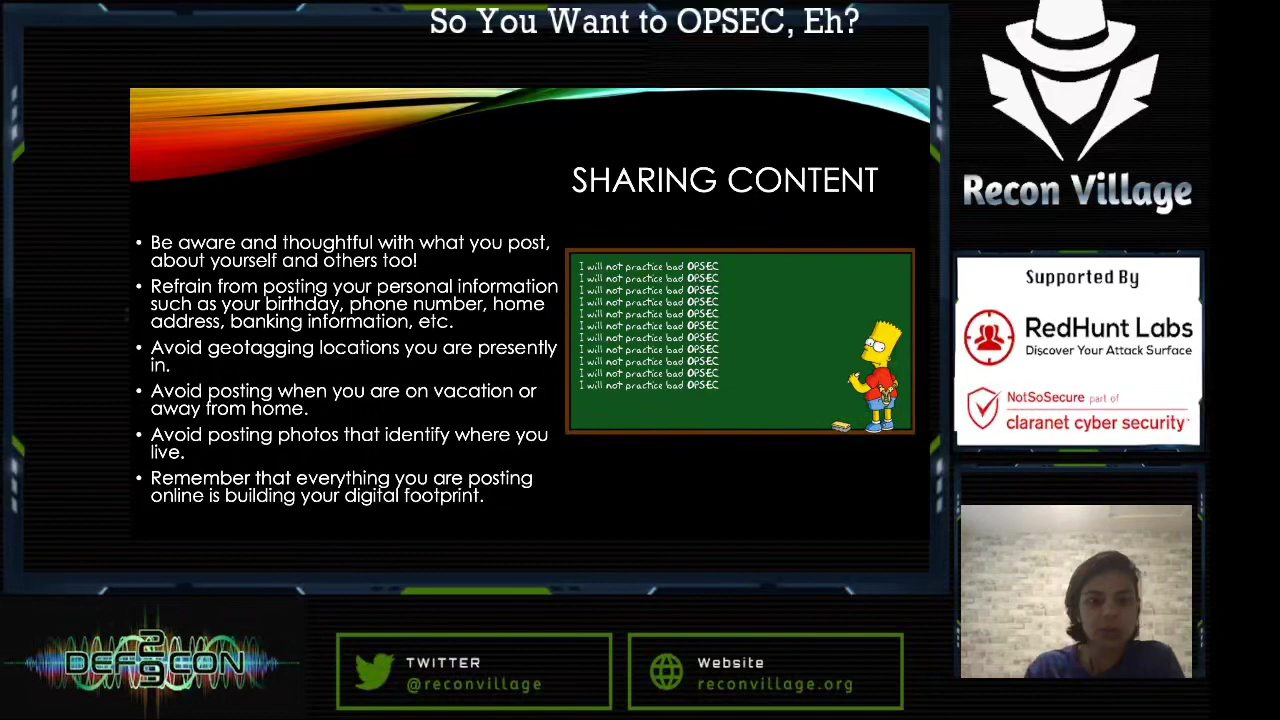 So You Want to OPSEC, Eh?
SHARING CONTENT
• Be aware and thoughtful with what you post,
about yourself and others too!
• Refrain from posting your personal information
such as your birthday, phone number, home
address, banking information, etc.
• Avoid geotagging locations you are presently
in.
• Avoid posting when you are on vacation or
away from home.
• Avoid posting photos that identify where you
live.
• Remember that everything you are posting
online is building your digital footprint.
I will not practice bad OPSEC
I will not practice bad OPSEC
I will not practice bad OPSEC
I will not practice bad OPSEC
I will not practice bad OPSEC
I will not practice bad OPSEC
I will not practice bad OPSEC
I will not practice bad OPSEC
I will not practice bad OPSEC
I will not practice bad OPSEC
I will not practice bad OPSEC
Recon Village
Supported By
RedHunt Labs
Discover Your Attack Surface
NotSoSecure part of
claranet cyber security
DEF CON
29
TWITTER
@reconvillage
Website
reconvillage.org